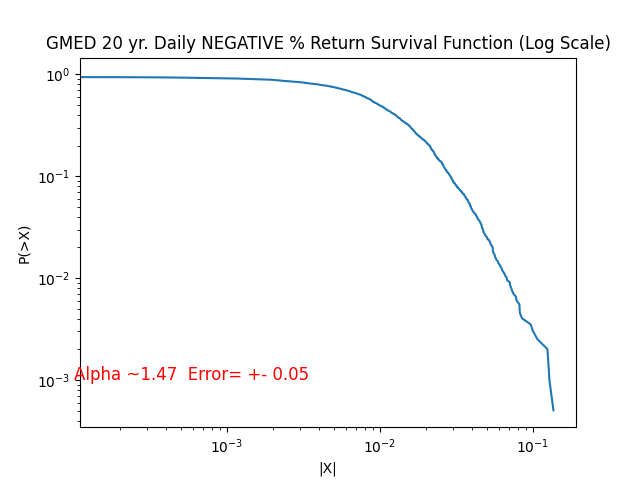 GMED 20 yr. Daily NEGATIVE % Return Survival Function (Log Scale)
10⁰
10⁻¹
P(>X)
10⁻²
10⁻³
Alpha ~1.47  Error= +- 0.05
10⁻³ 10⁻² 10⁻¹
|X|